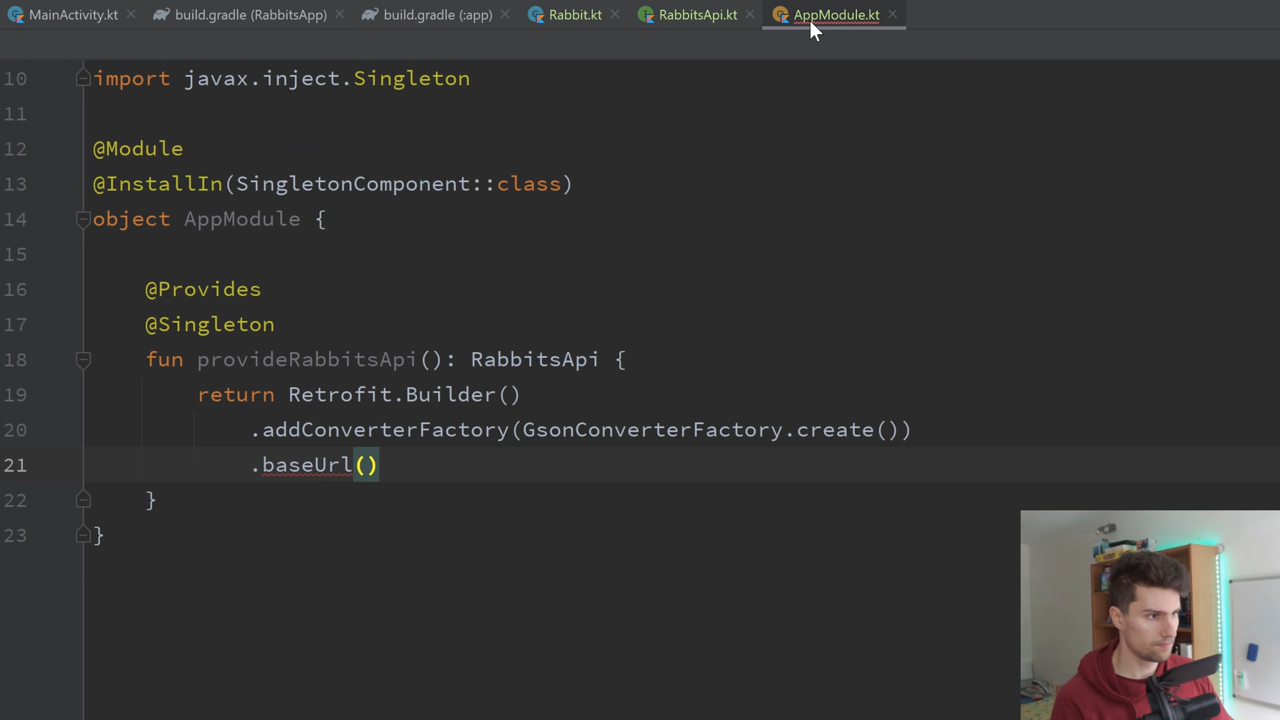 MainActivity.kt build.gradle (RabbitsApp) build.gradle (:app) Rabbit.kt RabbitsApi.kt AppModule.kt
10 import javax.inject.Singleton
11
12 @Module
13 @InstallIn(SingletonComponent::class)
14 object AppModule {
15
16 @Provides
17 @Singleton
18 fun provideRabbitsApi(): RabbitsApi {
19 return Retrofit.Builder()
20 .addConverterFactory(GsonConverterFactory.create())
21 .baseUrl()
22 }
23 }